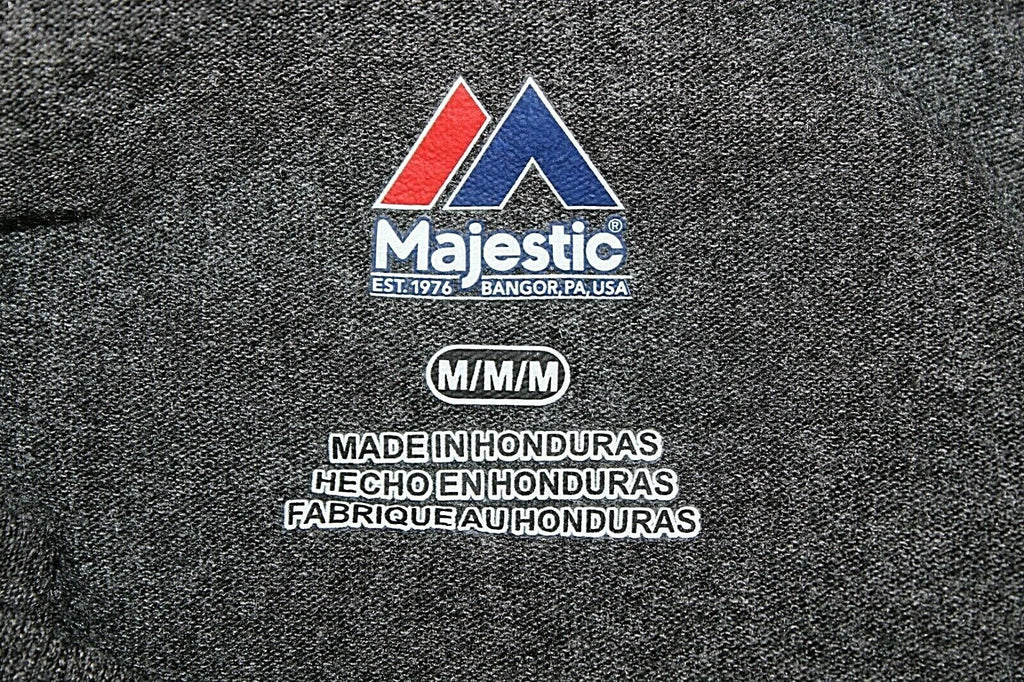 Majestic®
EST. 1976 BANGOR, PA, USA
M/M/M
MADE IN HONDURAS
HECHO EN HONDURAS
FABRIQUE AU HONDURAS